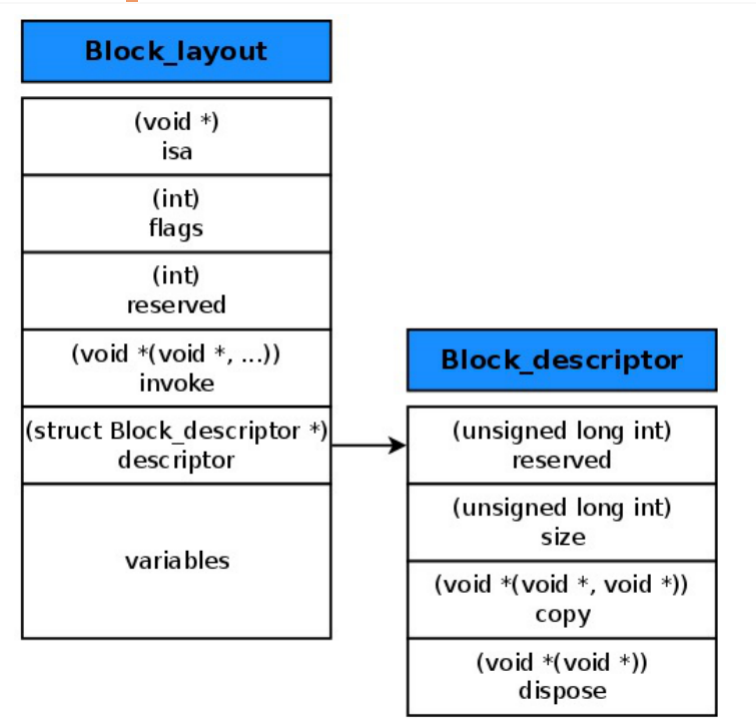 Block_layout
(void *)
isa
(int)
flags
(int)
reserved
(void *(void *, ...))
invoke
(struct Block_descriptor *)
descriptor
variables
Block_descriptor
(unsigned long int)
reserved
(unsigned long int)
size
(void *(void *, void *))
copy
(void *(void *))
dispose